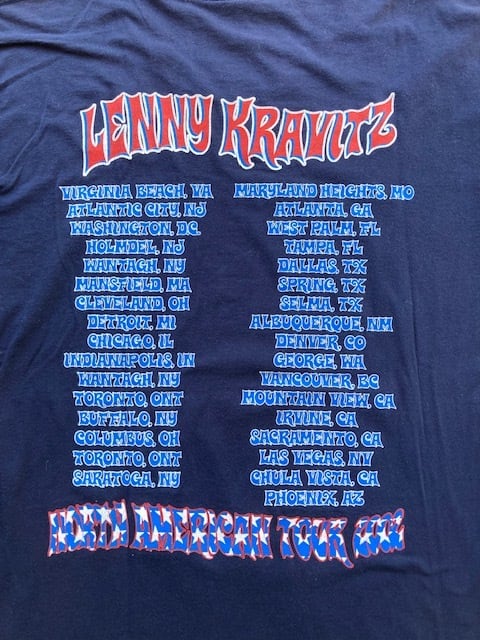 LENNY KRAVITZ
VIRGINIA BEACH, VA
ATLANTIC CITY, NJ
WASHINGTON, DC
HOLMDEL, NJ
WANTAGH, NY
MANSFIELD, MA
CLEVELAND, OH
DETROIT, MI
CHICAGO, IL
INDIANAPOLIS, IN
WANTAGH, NY
TORONTO, ONT
BUFFALO, NY
COLUMBUS, OH
TORONTO, ONT
SARATOGA, NY
MARYLAND HEIGHTS, MO
ATLANTA, GA
WEST PALM, FL
TAMPA, FL
DALLAS, TX
SPRING, TX
SELMA, TX
ALBUQUERQUE, NM
DENVER, CO
GEORGE, WA
VANCOUVER, BC
MOUNTAIN VIEW, CA
IRVINE, CA
SACRAMENTO, CA
LAS VEGAS, NV
CHULA VISTA, CA
PHOENIX, AZ
NORTH AMERICAN TOUR 2002